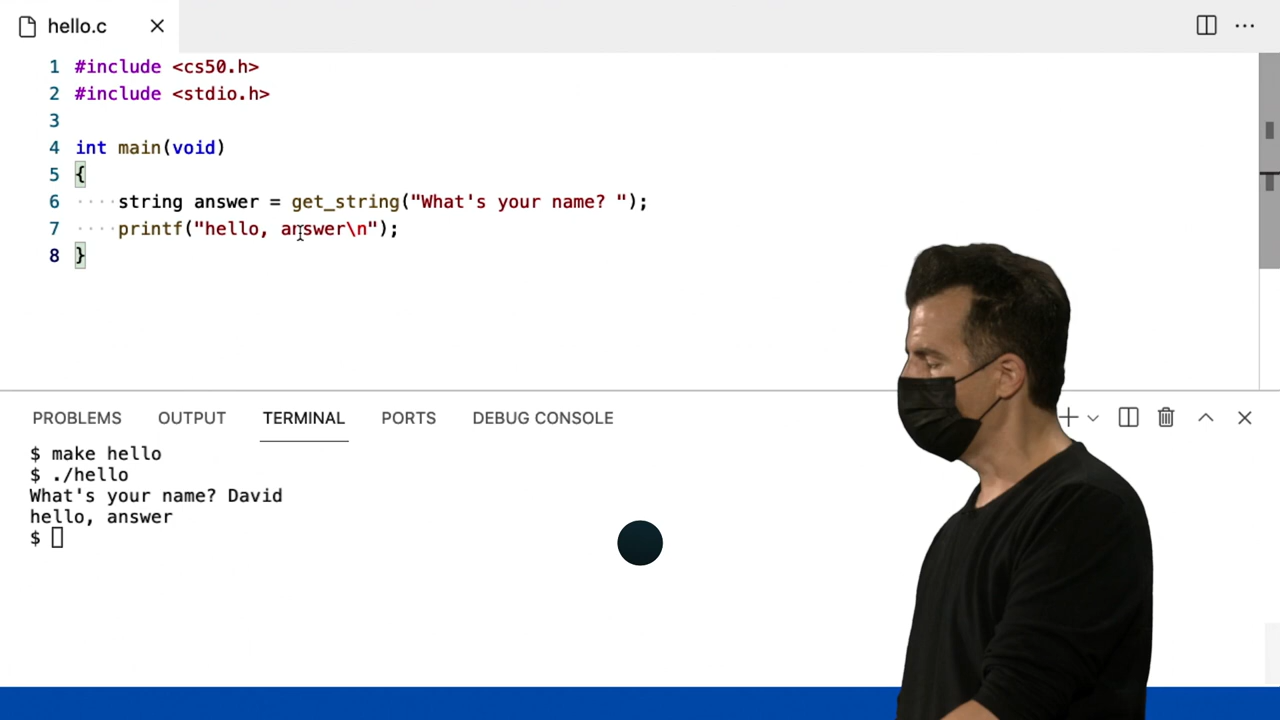 hello.c
1 #include <cs50.h>
2 #include <stdio.h>
3
4 int main(void)
5 {
6 ····string answer = get_string("What's your name? ");
7 ····printf("hello, answer\n");
8 }
PROBLEMS OUTPUT TERMINAL PORTS DEBUG CONSOLE
$ make hello
$ ./hello
What's your name? David
hello, answer
$